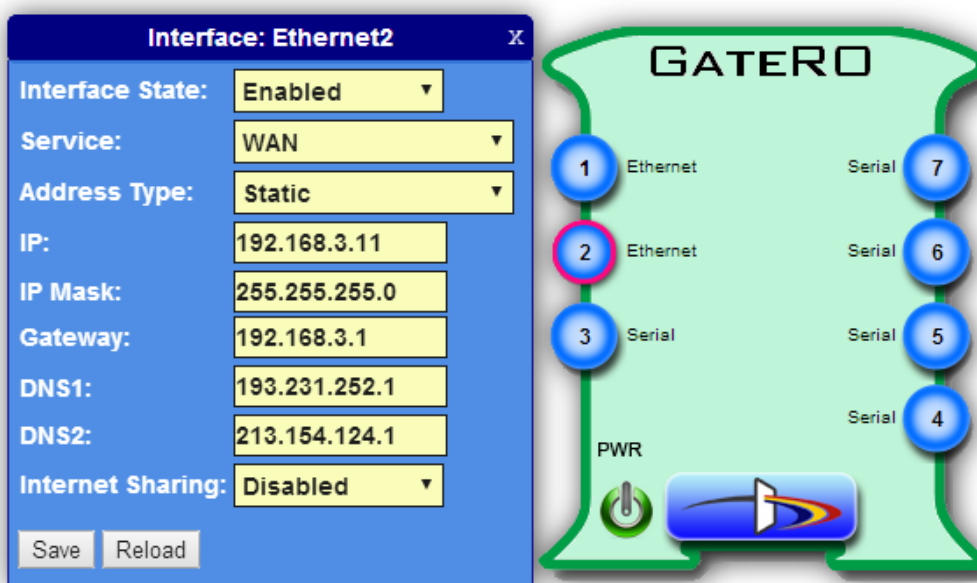 Interface: Ethernet2 X
Interface State: Enabled
Service: WAN
Address Type: Static
IP: 192.168.3.11
IP Mask: 255.255.255.0
Gateway: 192.168.3.1
DNS1: 193.231.252.1
DNS2: 213.154.124.1
Internet Sharing: Disabled
Save Reload
GATERO
1 Ethernet Serial 7
2 Ethernet Serial 6
3 Serial Serial 5
Serial 4
PWR